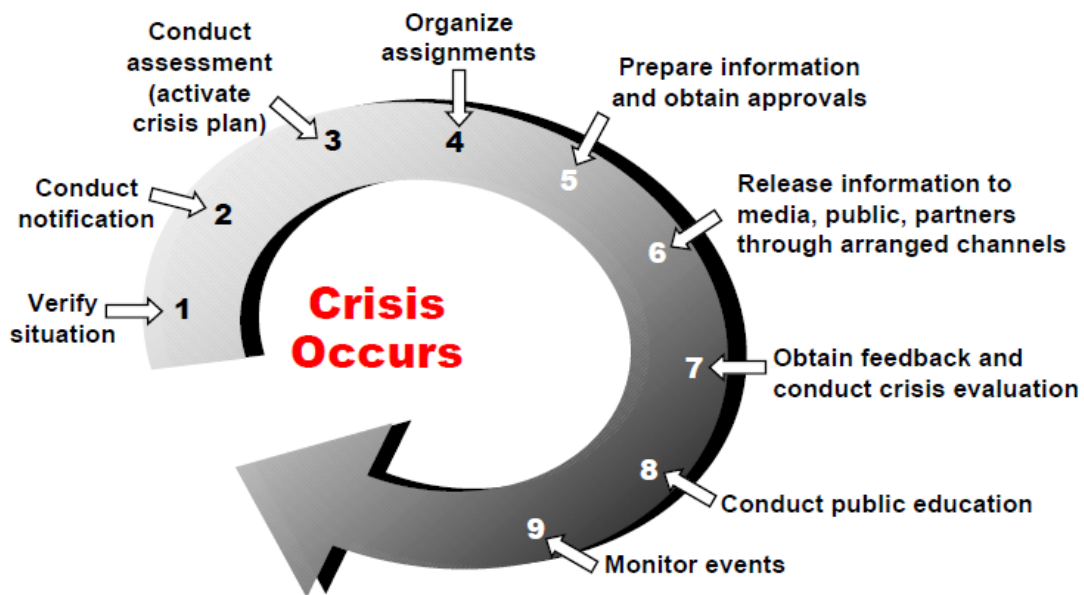 Crisis
Occurs
1
Verify
situation
2
Conduct
notification
3
Conduct
assessment
(activate
crisis plan)
4
Organize
assignments
5
Prepare information
and obtain approvals
6
Release information to
media, public, partners
through arranged channels
7
Obtain feedback and
conduct crisis evaluation
8
Conduct public education
9
Monitor events